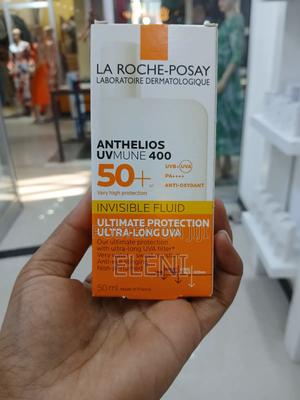 LA ROCHE-POSAY
LABORATOIRE DERMATOLOGIQUE
ANTHELIOS
UVMUNE 400
50+
Very high protection
UVB+UVA
PA++++
ANTI-OXYDANT
INVISIBLE FLUID
ULTIMATE PROTECTION
ULTRA-LONG UVA
Our ultimate protection
with ultra-long UVA filter*
ELENI
50 ml Made in France